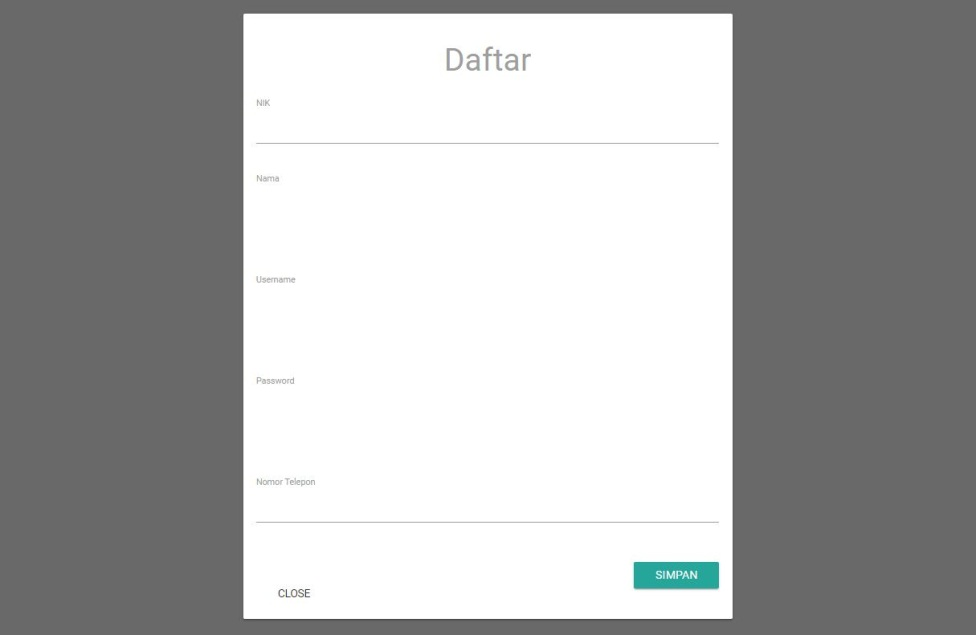 Daftar
NIK
Nama
Username
Password
Nomor Telepon
SIMPAN
CLOSE